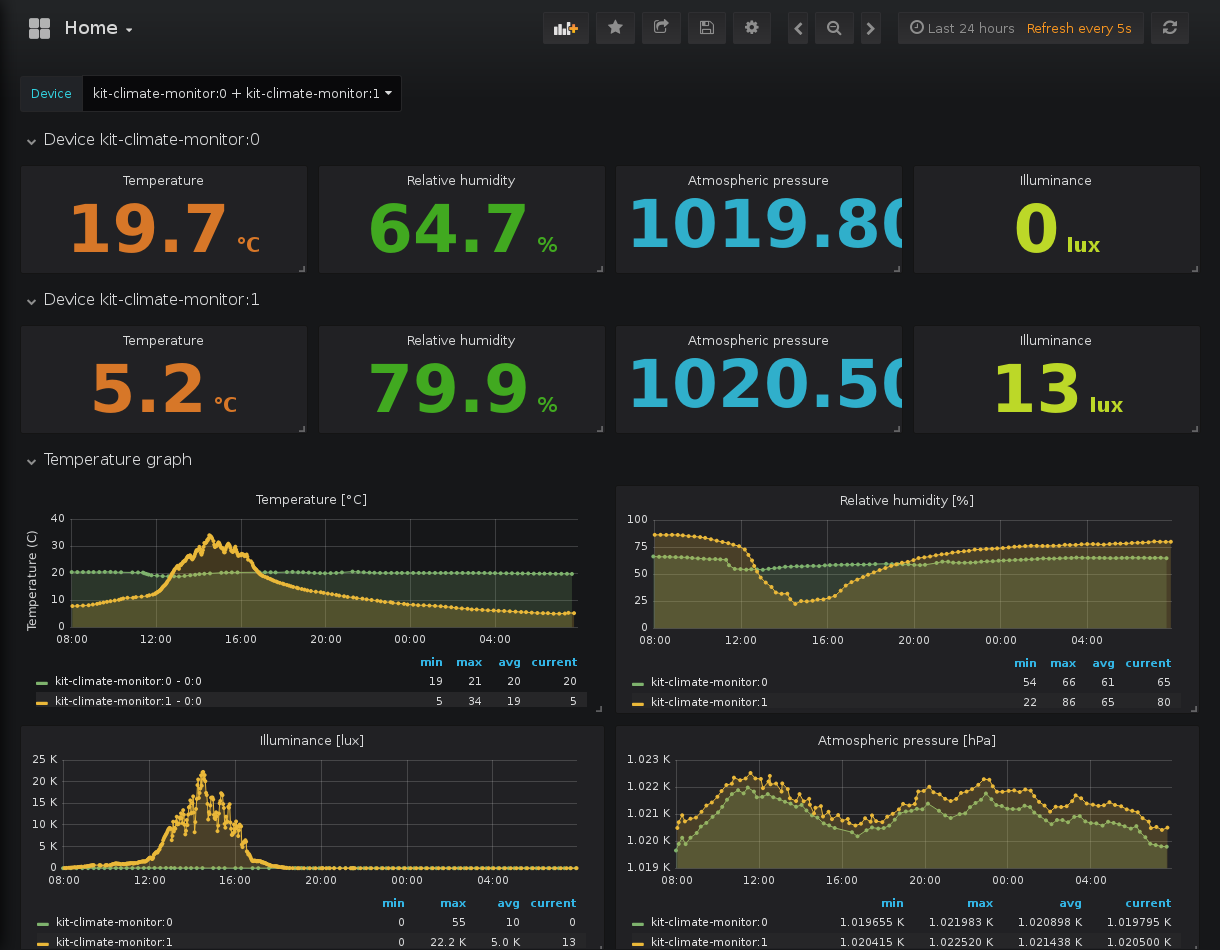 Home
Last 24 hours Refresh every 5s
Device kit-climate-monitor:0 + kit-climate-monitor:1
Device kit-climate-monitor:0
Temperature Relative humidity Atmospheric pressure Illuminance
19.7 °C 64.7 % 1019.80 0 lux
Device kit-climate-monitor:1
Temperature Relative humidity Atmospheric pressure Illuminance
5.2 °C 79.9 % 1020.50 13 lux
Temperature graph
Temperature [°C]
Temperature (C)
40
30
20
10
0
08:00 12:00 16:00 20:00 00:00 04:00
min max avg current
kit-climate-monitor:0 - 0:0 19 21 20 20
kit-climate-monitor:1 - 0:0 5 34 19 5
Relative humidity [%]
100
75
50
25
0
08:00 12:00 16:00 20:00 00:00 04:00
min max avg current
kit-climate-monitor:0 54 66 61 65
kit-climate-monitor:1 22 86 65 80
Illuminance [lux]
25 K
20 K
15 K
10 K
5 K
0
08:00 12:00 16:00 20:00 00:00 04:00
min max avg current
kit-climate-monitor:0 0 55 10 0
kit-climate-monitor:1 0 22.2 K 5.0 K 13
Atmospheric pressure [hPa]
1.023 K
1.022 K
1.021 K
1.020 K
1.019 K
08:00 12:00 16:00 20:00 00:00 04:00
min max avg current
kit-climate-monitor:0 1.019655 K 1.021983 K 1.020898 K 1.019795 K
kit-climate-monitor:1 1.020415 K 1.022520 K 1.021438 K 1.020500 K